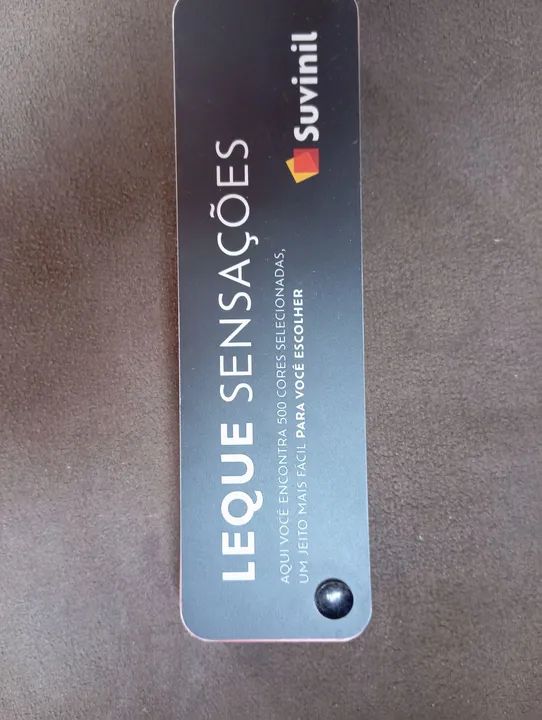 LEQUE SENSAÇÕES
AQUI VOCÊ ENCONTRA 500 CORES SELECIONADAS,
UM JEITO MAIS FÁCIL PARA VOCÊ ESCOLHER
Suvinil